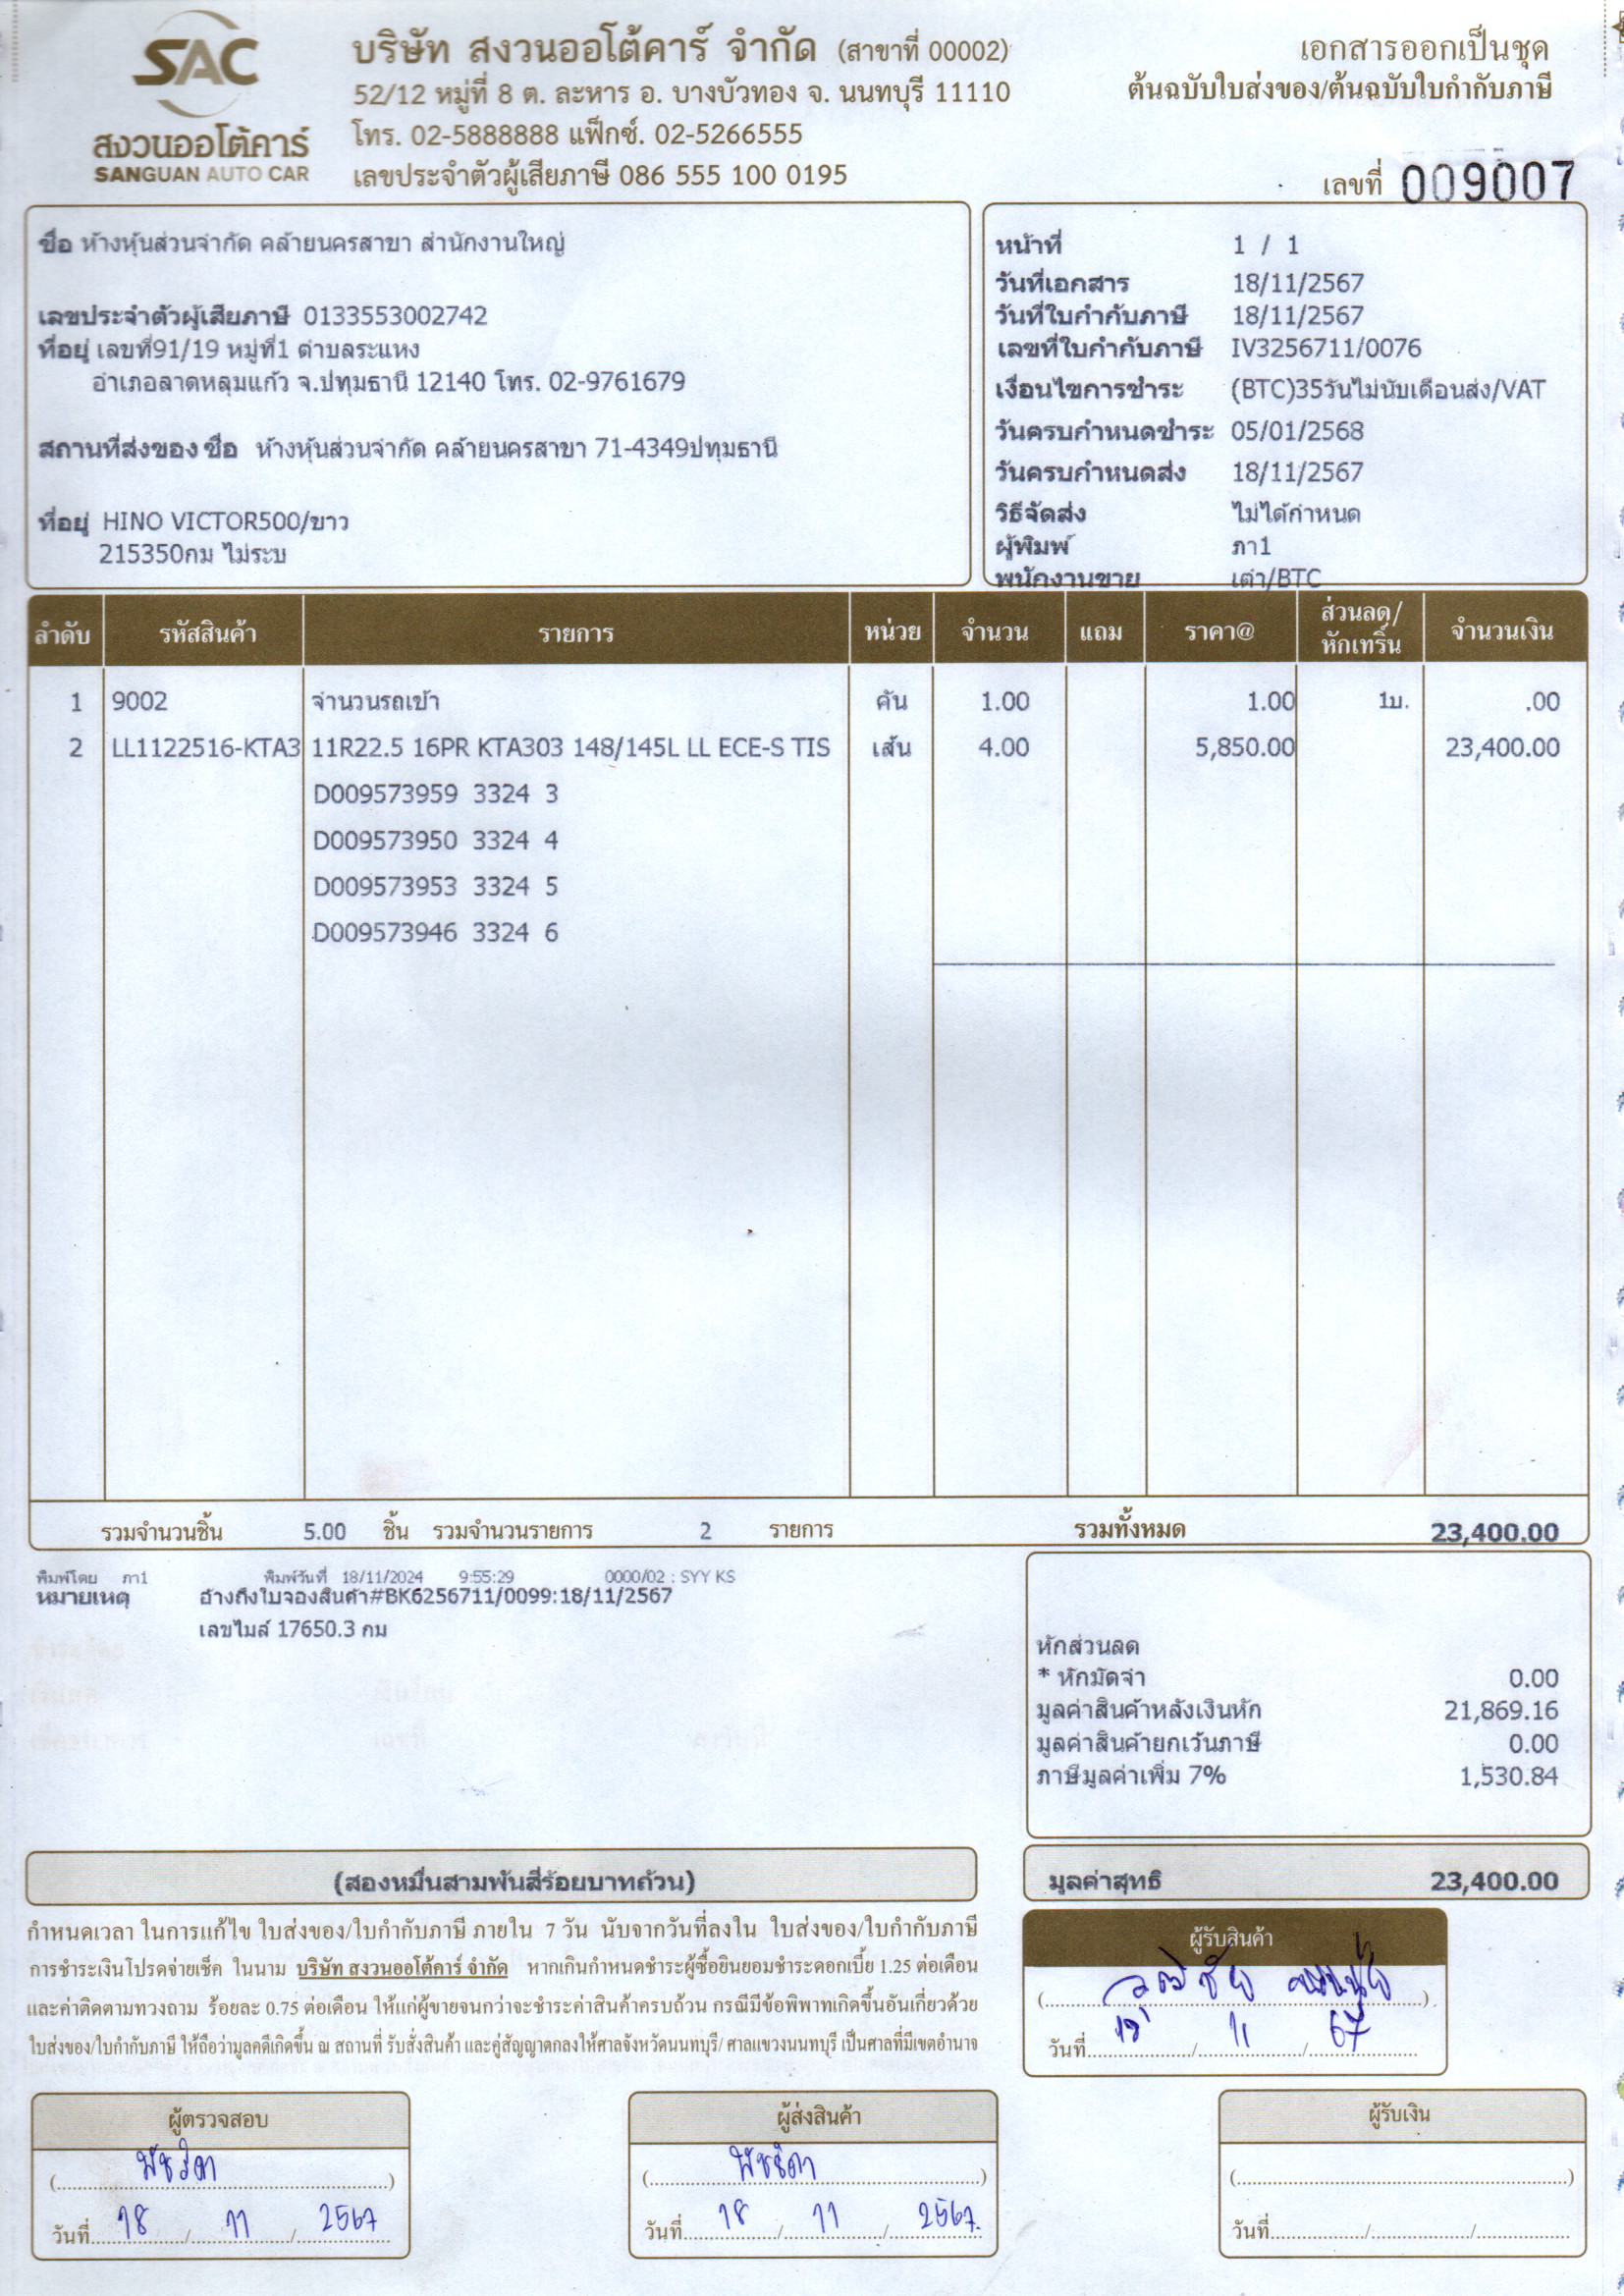 SAC
สงวนออโต้คาร์
SANGUAN AUTO CAR
บริษัท สงวนออโต้คาร์ จำกัด (สาขาที่ 00002)
52/12 หมู่ที่ 8 ต. ละหาร อ. บางบัวทอง จ. นนทบุรี 11110
โทร. 02-5888888 แฟ็กซ์. 02-5266555
เลขประจำตัวผู้เสียภาษี 086 555 100 0195
เอกสารออกเป็นชุด
ต้นฉบับใบส่งของ/ต้นฉบับใบกำกับภาษี
เลขที่ 009007
ชื่อ ห้างหุ้นส่วนจำกัด คล้ายนครสาขา สำนักงานใหญ่
เลขประจำตัวผู้เสียภาษี 0133553002742
ที่อยู่ เลขที่91/19 หมู่ที่1 ตำบลระแหง
อำเภอลาดหลุมแก้ว จ.ปทุมธานี 12140 โทร. 02-9761679
สถานที่ส่งของ ชื่อ ห้างหุ้นส่วนจำกัด คล้ายนครสาขา 71-4349ปทุมธานี
ที่อยู่ HINO VICTOR500/ขาว
215350กม ไม่ระบ
หน้าที่ 1 / 1
วันที่เอกสาร 18/11/2567
วันที่ใบกำกับภาษี 18/11/2567
เลขที่ใบกำกับภาษี IV3256711/0076
เงื่อนไขการชำระ (BTC)35วันไม่นับเดือนส่ง/VAT
วันครบกำหนดชำระ 05/01/2568
วันครบกำหนดส่ง 18/11/2567
วิธีจัดส่ง ไม่ได้กำหนด
ผู้พิมพ์ ภา1
พนักงานขาย เต่า/BTC
ลำดับ รหัสสินค้า รายการ หน่วย จำนวน แถม ราคา@ ส่วนลด/หักเทริ์น จำนวนเงิน
1 9002 จำนวนรถเข้า คัน 1.00 1.00 1บ. .00
2 LL1122516-KTA3 11R22.5 16PR KTA303 148/145L LL ECE-S TIS เส้น 4.00 5,850.00 23,400.00
D009573959 3324 3
D009573950 3324 4
D009573953 3324 5
D009573946 3324 6
รวมจำนวนชิ้น 5.00 ชิ้น รวมจำนวนรายการ 2 รายการ รวมทั้งหมด 23,400.00
พิมพ์โดย ภา1 พิมพ์วันที่ 18/11/2024 9:55:29 0000/02 : SYY KS
หมายเหตุ อ้างถึงใบจองสินค้า#BK6256711/0099:18/11/2567
เลขไมล์ 17650.3 กม
หักส่วนลด
* หักมัดจำ 0.00
มูลค่าสินค้าหลังเงินหัก 21,869.16
มูลค่าสินค้ายกเว้นภาษี 0.00
ภาษีมูลค่าเพิ่ม 7% 1,530.84
(สองหมื่นสามพันสี่ร้อยบาทถ้วน)
มูลค่าสุทธิ 23,400.00
กำหนดเวลา ในการแก้ไข ใบส่งของ/ใบกำกับภาษี ภายใน 7 วัน นับจากวันที่ลงใน ใบส่งของ/ใบกำกับภาษี
การชำระเงินโปรดจ่ายเช็ค ในนาม บริษัท สงวนออโต้คาร์ จำกัด หากเกินกำหนดชำระผู้ซื้อยินยอมชำระดอกเบี้ย 1.25 ต่อเดือน
และค่าติดตามทวงถาม ร้อยละ 0.75 ต่อเดือน ให้แก่ผู้ขายจนกว่าจะชำระค่าสินค้าครบถ้วน กรณีมีข้อพิพาทเกิดขึ้นอันเกี่ยวด้วย
ใบส่งของ/ใบกำกับภาษี ให้ถือว่ามูลคดีเกิดขึ้น ณ สถานที่ รับสั่งสินค้า และคู่สัญญาตกลงให้ศาลจังหวัดนนทบุรี/ ศาลแขวงนนทบุรี เป็นศาลที่มีเขตอำนาจ
ผู้รับสินค้า
วันที่ 18/11/67
ผู้ตรวจสอบ
(พัชริดา)
วันที่ 18/11/2567
ผู้ส่งสินค้า
(พัชริดา)
วันที่ 18/11/2567.
ผู้รับเงิน
วันที่